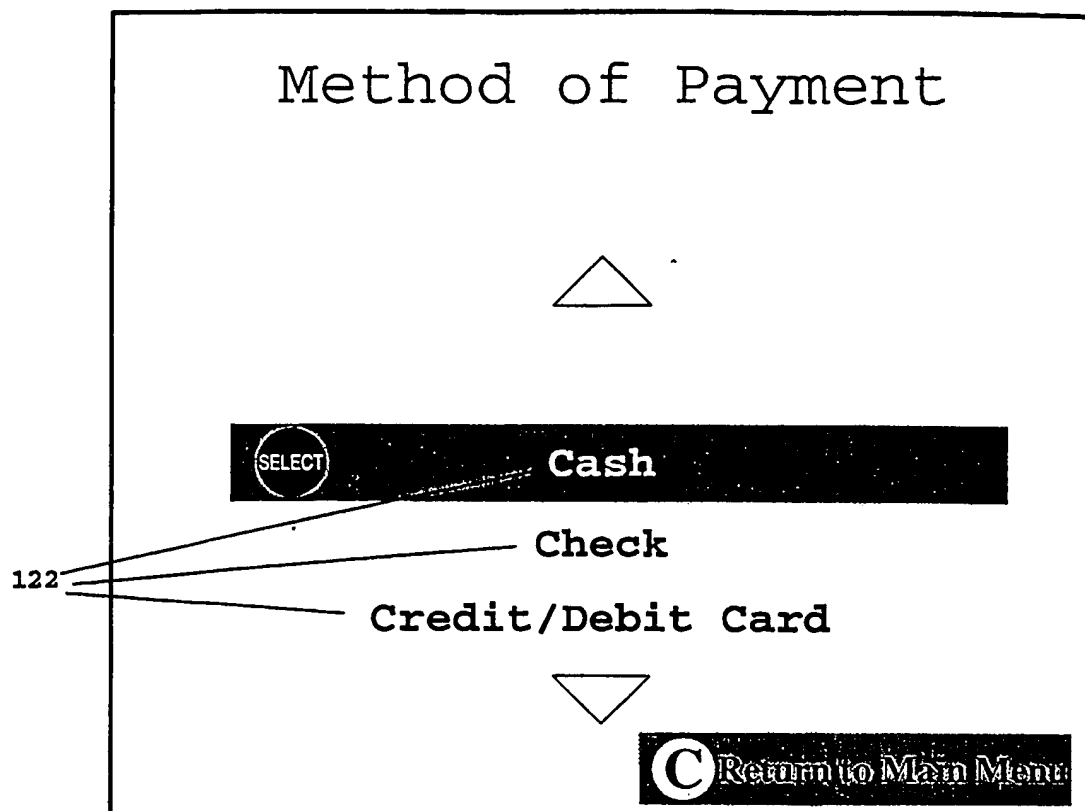 Method of Payment
SELECT Cash
Check
122
Credit/Debit Card
C Return to Main Menu